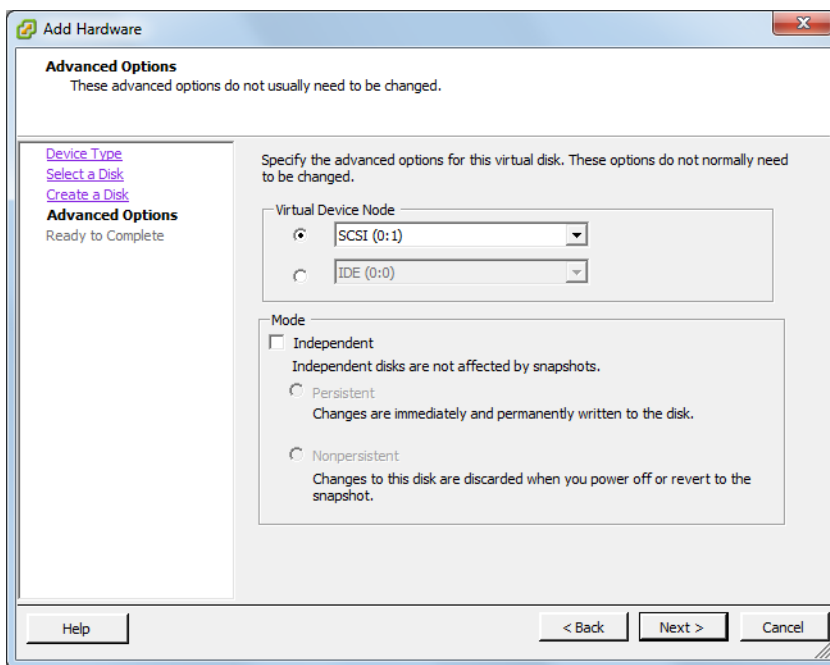 Add Hardware
Advanced Options
These advanced options do not usually need to be changed.
Device Type
Select a Disk
Create a Disk
Advanced Options
Ready to Complete
Specify the advanced options for this virtual disk. These options do not normally need
to be changed.
Virtual Device Node
SCSI (0:1)
IDE (0:0)
Mode
Independent
Independent disks are not affected by snapshots.
Persistent
Changes are immediately and permanently written to the disk.
Nonpersistent
Changes to this disk are discarded when you power off or revert to the
snapshot.
Help
< Back
Next >
Cancel